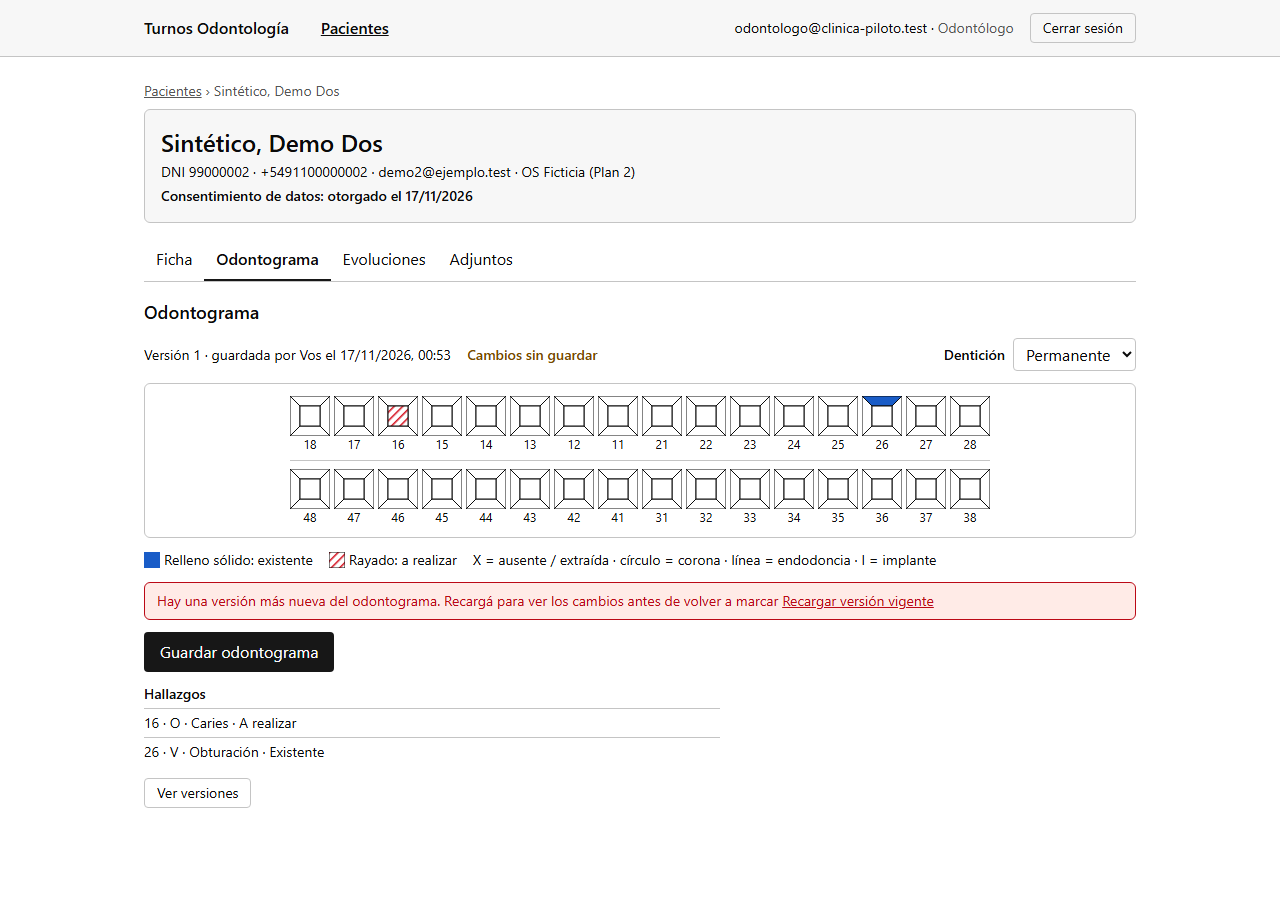 Turnos Odontología Pacientes odontologo@clinica-piloto.test · Odontólogo Cerrar sesión
Pacientes › Sintético, Demo Dos
Sintético, Demo Dos
DNI 99000002 · +5491100000002 · demo2@ejemplo.test · OS Ficticia (Plan 2)
Consentimiento de datos: otorgado el 17/11/2026
Ficha Odontograma Evoluciones Adjuntos
Odontograma
Versión 1 · guardada por Vos el 17/11/2026, 00:53 Cambios sin guardar Dentición Permanente
18 17 16 15 14 13 12 11 21 22 23 24 25 26 27 28
48 47 46 45 44 43 42 41 31 32 33 34 35 36 37 38
Relleno sólido: existente Rayado: a realizar X = ausente / extraída · círculo = corona · línea = endodoncia · I = implante
Hay una versión más nueva del odontograma. Recargá para ver los cambios antes de volver a marcar Recargar versión vigente
Guardar odontograma
Hallazgos
16 · O · Caries · A realizar
26 · V · Obturación · Existente
Ver versiones